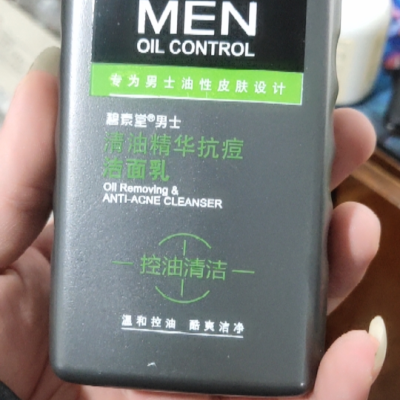 MEN
OIL CONTROL
专为男士油性皮肤设计
碧素堂®男士
清油精华抗痘
洁面乳
Oil Removing &
ANTI-ACNE CLEANSER
控油清洁
温和控油 酷爽洁净